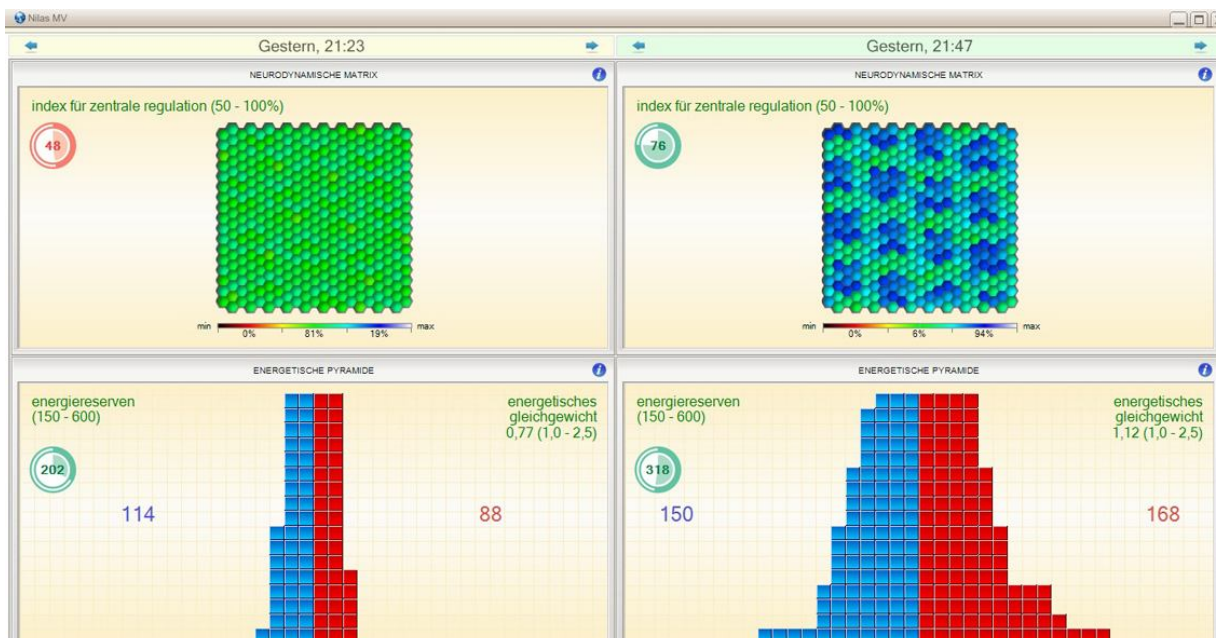 Nilas MV
Gestern, 21:23
NEURODYNAMISCHE MATRIX
index für zentrale regulation (50 - 100%)
48
min
0%
81%
19%
max
ENERGETISCHE PYRAMIDE
energiereserven
(150 - 600)
energetisches
gleichgewicht
0,77 (1,0 - 2,5)
202
114
88
Gestern, 21:47
NEURODYNAMISCHE MATRIX
index für zentrale regulation (50 - 100%)
76
min
0%
6%
94%
max
ENERGETISCHE PYRAMIDE
energiereserven
(150 - 600)
energetisches
gleichgewicht
1,12 (1,0 - 2,5)
318
150
168